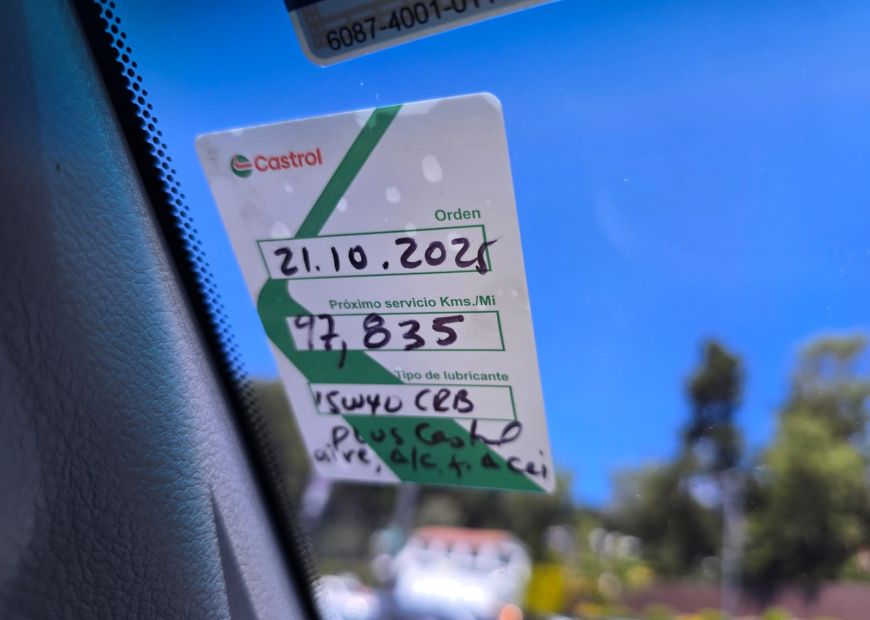 6087-4001-011
Castrol
Orden
21.10.2025
Próximo servicio Kms./Mi
97,835
Tipo de lubricante
15W40 CRB
Plus Castrol
aire, A/C. f. Acei